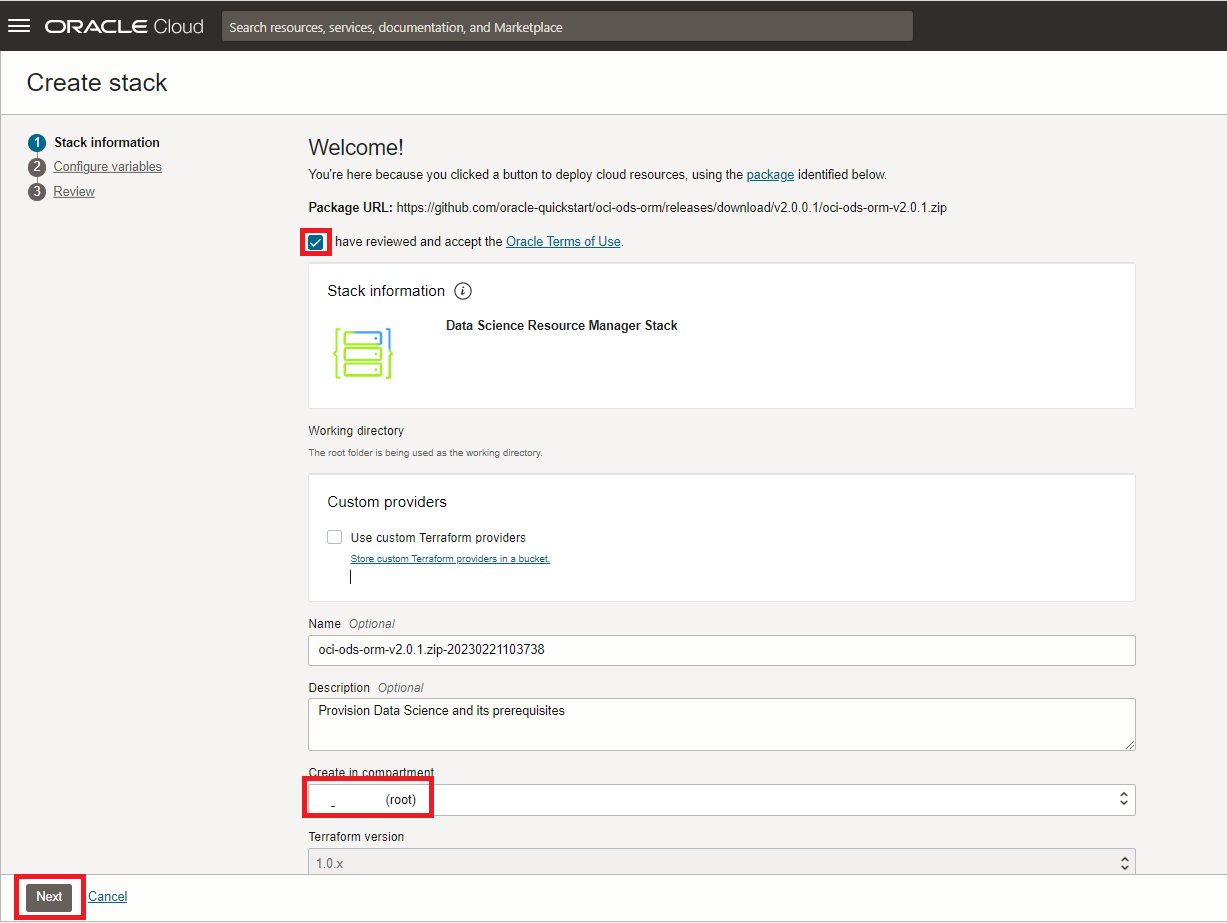 ORACLE Cloud
Search resources, services, documentation, and Marketplace
Create stack
1 Stack information
2 Configure variables
3 Review
Welcome!
You're here because you clicked a button to deploy cloud resources, using the package identified below.
Package URL: https://github.com/oracle-quickstart/oci-ods-orm/releases/download/v2.0.0.1/oci-ods-orm-v2.0.1.zip
have reviewed and accept the Oracle Terms of Use.
Stack information i
Data Science Resource Manager Stack
Working directory
The root folder is being used as the working directory.
Custom providers
Use custom Terraform providers
Store custom Terraform providers in a bucket.
Name Optional
oci-ods-orm-v2.0.1.zip-20230221103738
Description Optional
Provision Data Science and its prerequisites
Create in compartment
_ (root)
Terraform version
1.0.x
Next Cancel